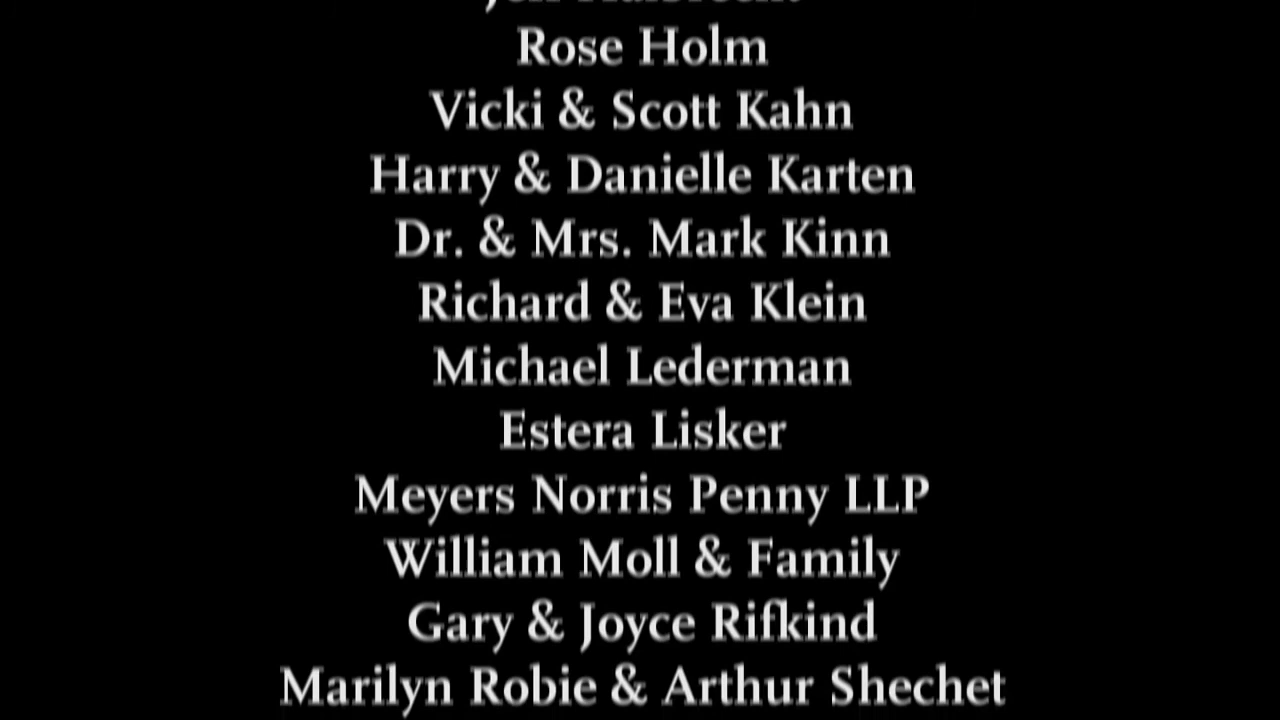 Rose Holm
Vicki & Scott Kahn
Harry & Danielle Karten
Dr. & Mrs. Mark Kinn
Richard & Eva Klein
Michael Lederman
Estera Lisker
Meyers Norris Penny LLP
William Moll & Family
Gary & Joyce Rifkind
Marilyn Robie & Arthur Shechet